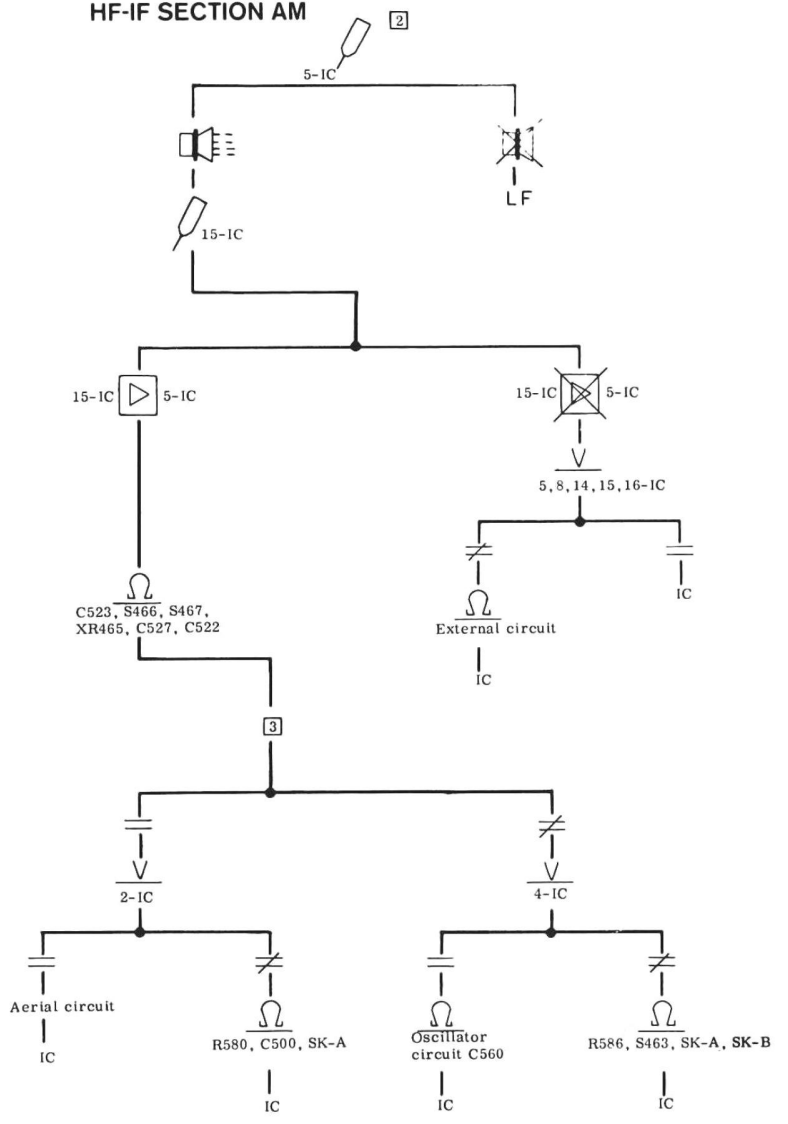 HF-IF SECTION AM
2
5-IC
LF
15-IC
15-IC 5-IC
15-IC 5-IC
5,8,14,15,16-IC
IC
C523, S466, S467,
XR465, C527, C522
External circuit
IC
3
2-IC
4-IC
Aerial circuit
IC
R580, C500, SK-A
IC
Oscillator
circuit C560
IC
R586, S463, SK-A, SK-B
IC